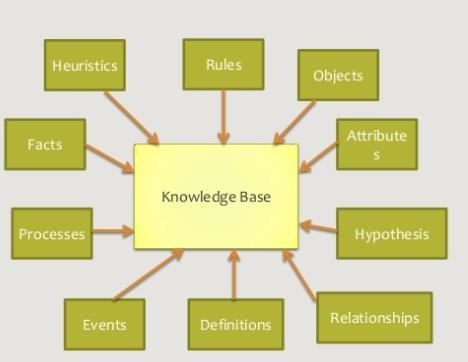 Heuristics
Rules
Objects
Facts
Attribute
s
Knowledge Base
Processes
Hypothesis
Events
Definitions
Relationships